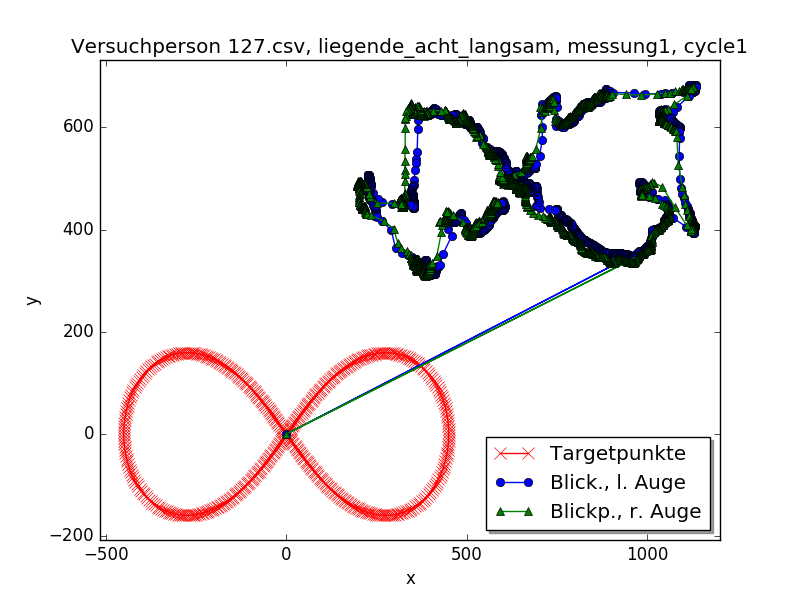 Versuchperson 127.csv, liegende_acht_langsam, messung1, cycle1
y
600
400
200
0
−200
−500
0
500
1000
x
Targetpunkte
Blick., l. Auge
Blickp., r. Auge